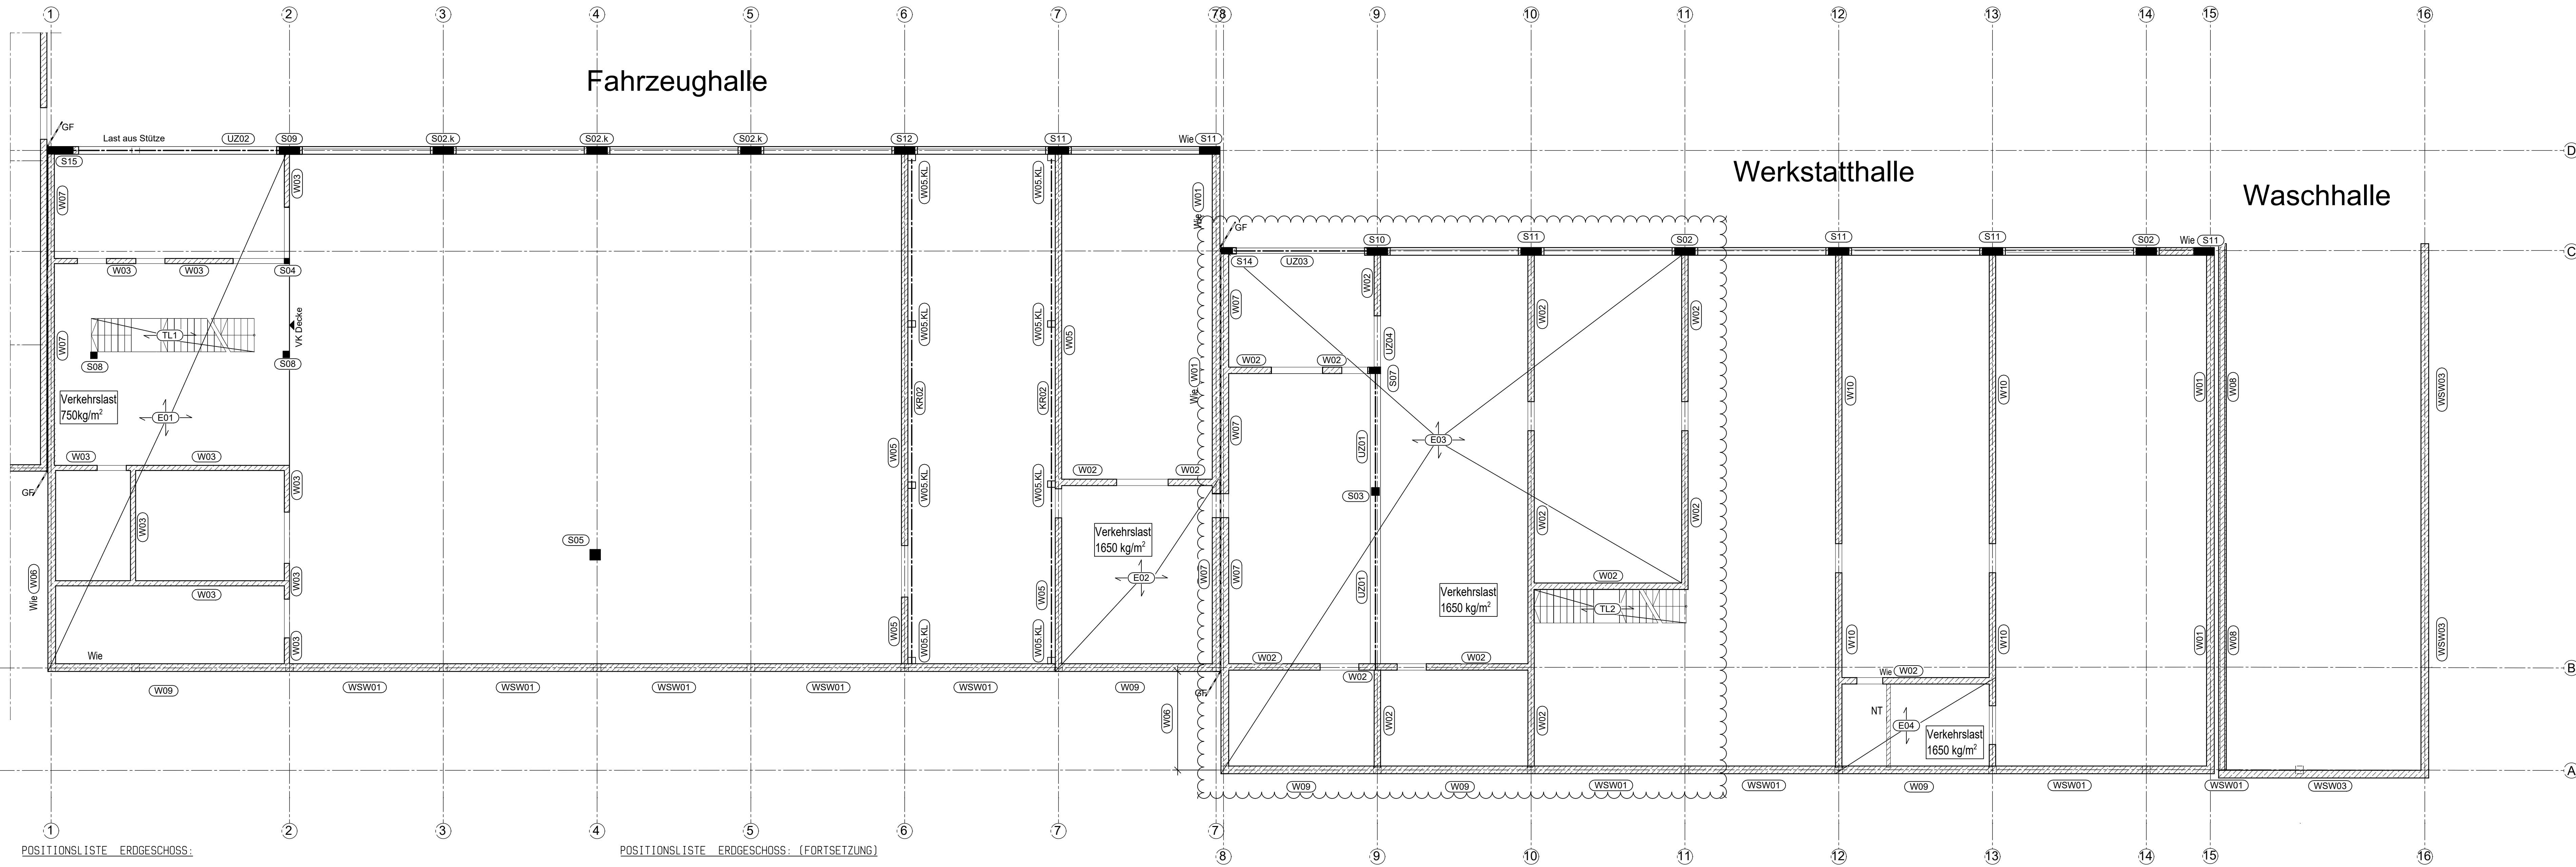 1 2 3 4 5 6 7 7 8 9 10 11 12 13 14 15 16
Fahrzeughalle
Werkstatthalle
Waschhalle
GF
Last aus Stütze UZ02 S09 S02.k S02.k S02.k S12 S11 Wie S11
D
S15
W07
W03
W05.KL
W05.KL
W01
Wie
GF
S10 S11 S02 S11 S11 S02 Wie S11
C
S14 UZ03
W03 W03 S04
W07
W02
W02
W02
UZ04
VK Decke
TL1
W07
S08
S08
W05.KL
W05.KL
W05
W01
Wie
W02 W02
S07
Verkehrslast
750kg/m²
E01
KR02
KR02
W10
W10
W01
W08
WSW03
W03 W03
W05
W07
UZ01
E03
GF
W03
W05.KL
W05.KL
W02 W02
S03
W03
S05
Verkehrslast
1650 kg/m²
E02
W02
W02
W07
W07
UZ01
W02
Wie W06
W03
W03
Verkehrslast
1650 kg/m²
TL2
W03
W05
W05.KL
W05.KL
W05
W10
W10
W01
W08
WSW03
Wie
W02 W02
W02
Wie W02
B
W09 WSW01 WSW01 WSW01 WSW01 WSW01 W09
GF
W06
W02
W02
NT
E04
Verkehrslast
1650 kg/m²
A
W09 W09 WSW01 WSW01 W09 WSW01 WSW01 WSW03
1 2 3 4 5 6 7 7
8 9 10 11 12 13 14 15 16
POSITIONSLISTE ERDGESCHOSS:
POSITIONSLISTE ERDGESCHOSS: (FORTSETZUNG)